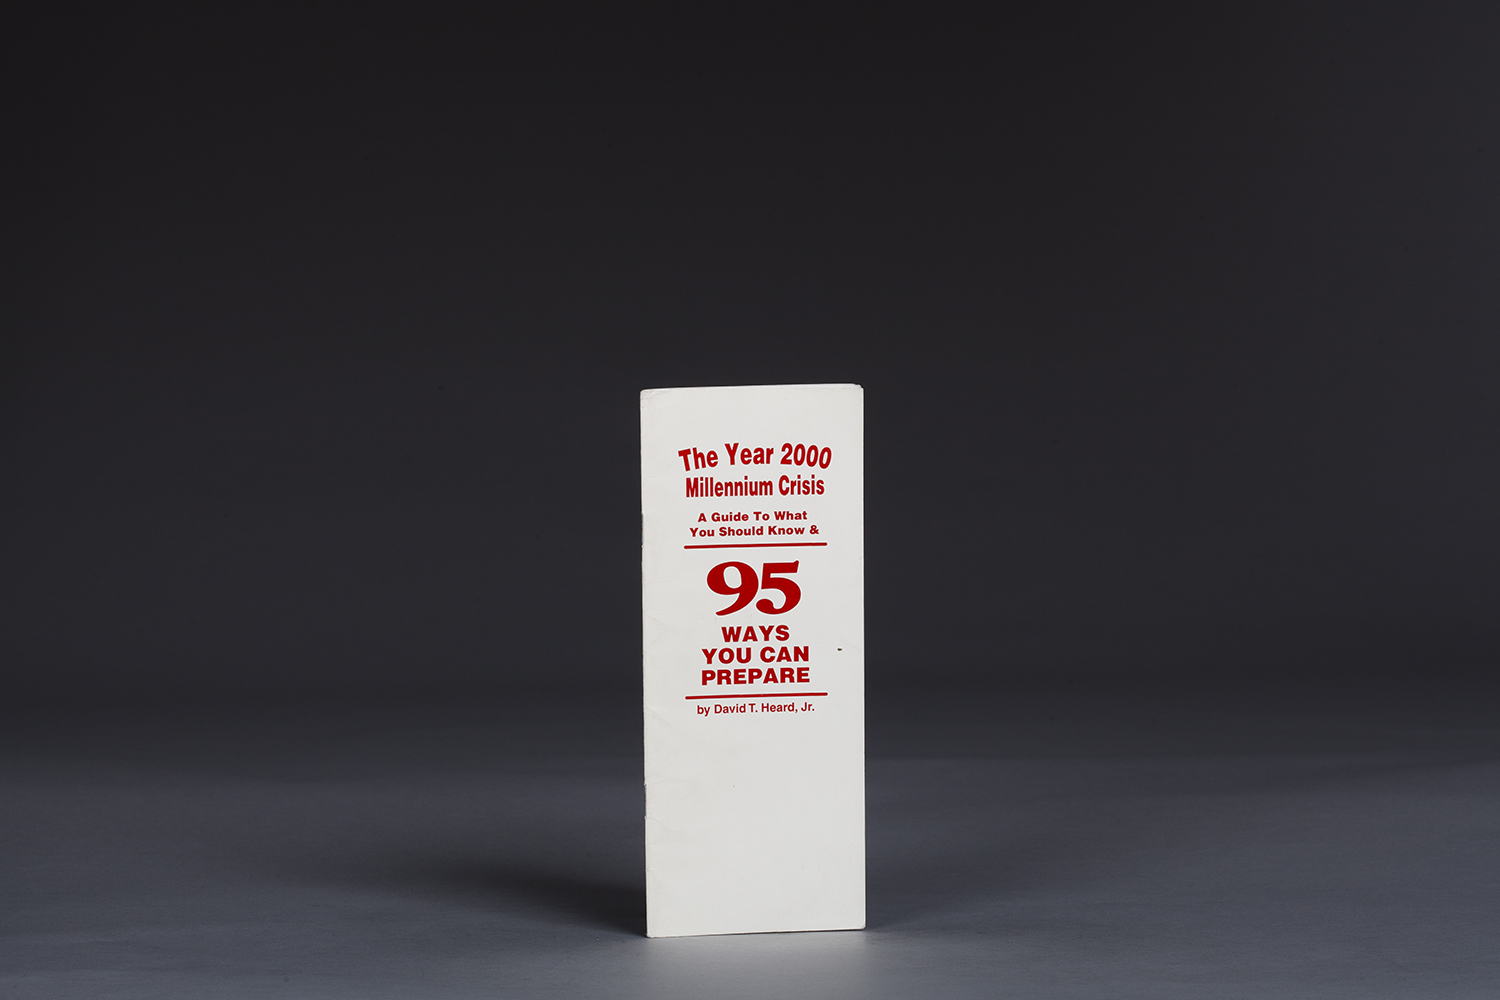 The Year 2000
Millennium Crisis
A Guide To What
You Should Know &
95
WAYS
YOU CAN
PREPARE
by David T. Heard, Jr.